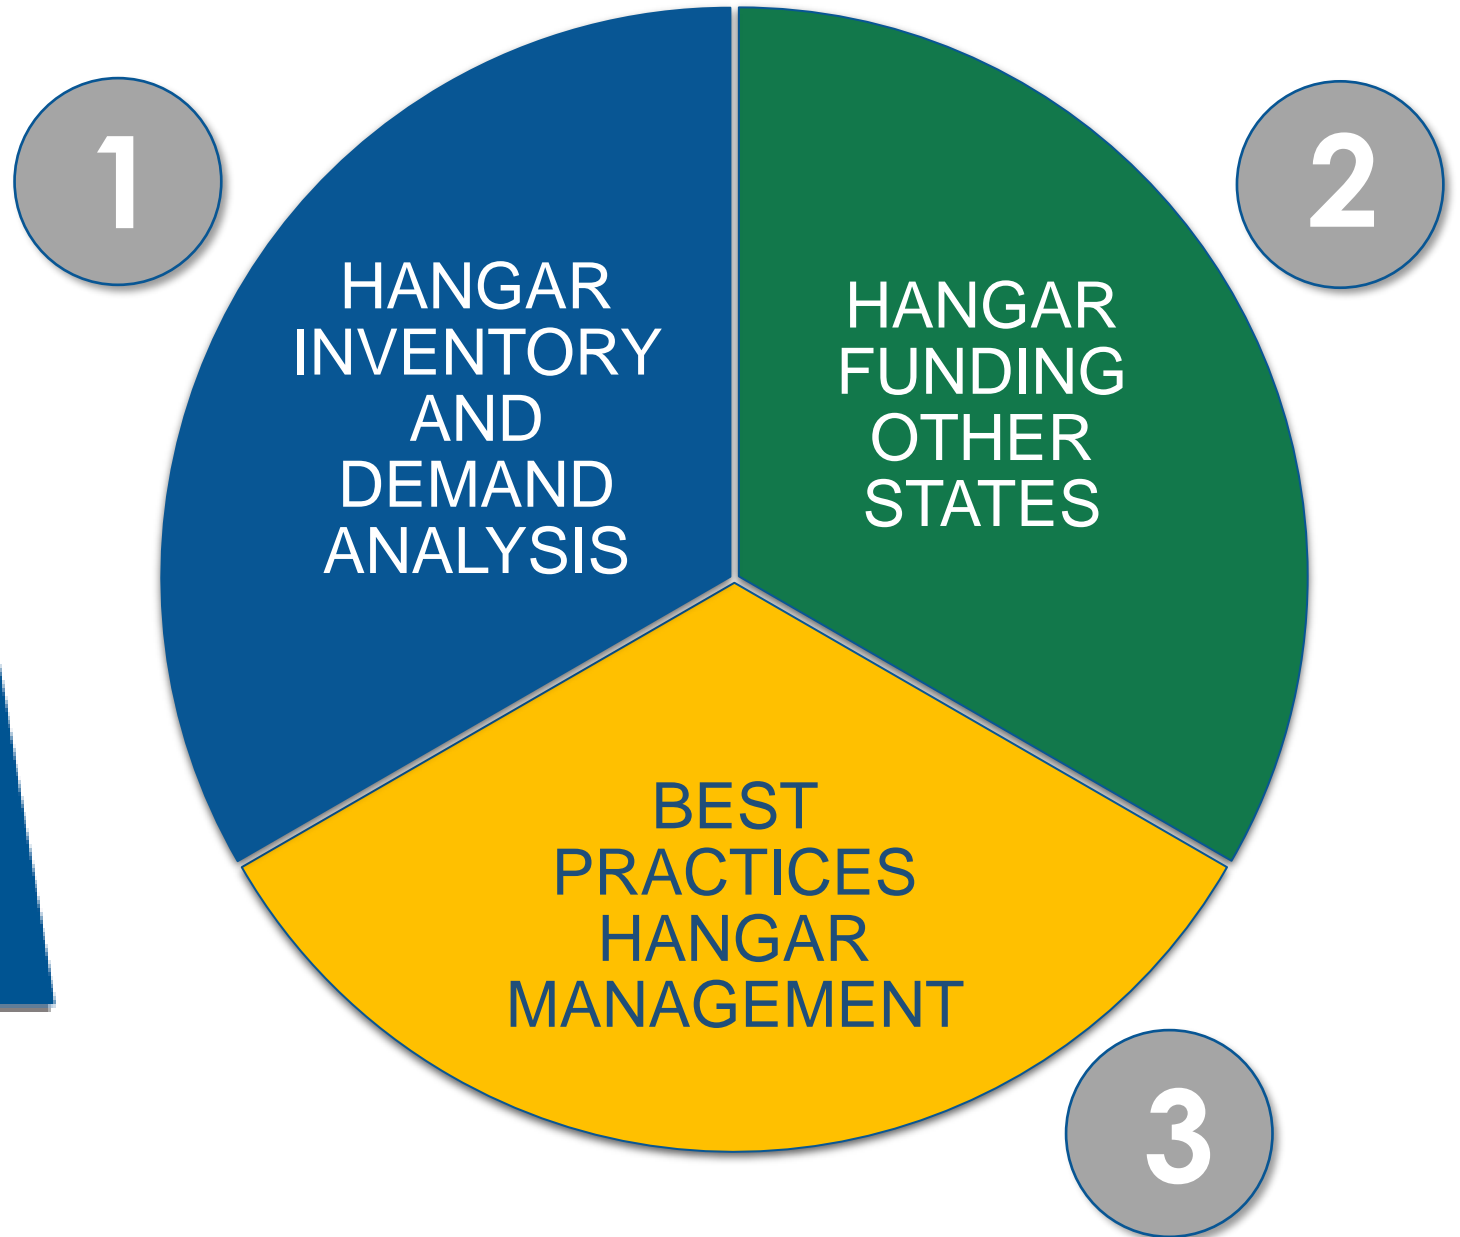 1
HANGAR
INVENTORY
AND
DEMAND
ANALYSIS
2
HANGAR
FUNDING
OTHER
STATES
BEST
PRACTICES
HANGAR
MANAGEMENT
3